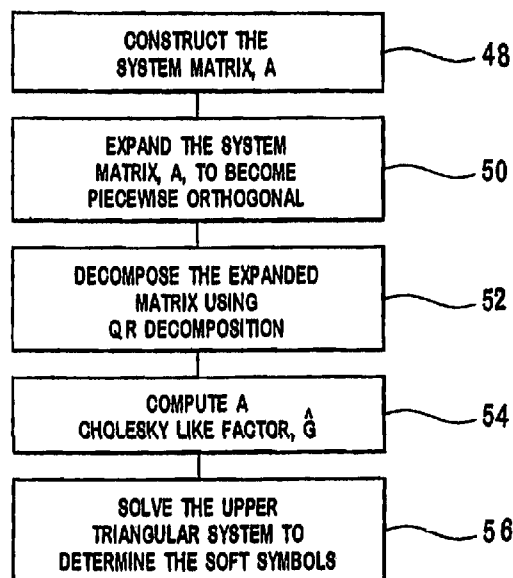 CONSTRUCT THE
SYSTEM MATRIX, A
48
EXPAND THE SYSTEM
MATRIX, A, TO BECOME
PIECEWISE ORTHOGONAL
50
DECOMPOSE THE EXPANDED
MATRIX USING
QR DECOMPOSITION
52
COMPUTE A
CHOLESKY LIKE FACTOR, Ĝ
54
SOLVE THE UPPER
TRIANGULAR SYSTEM TO
DETERMINE THE SOFT SYMBOLS
56